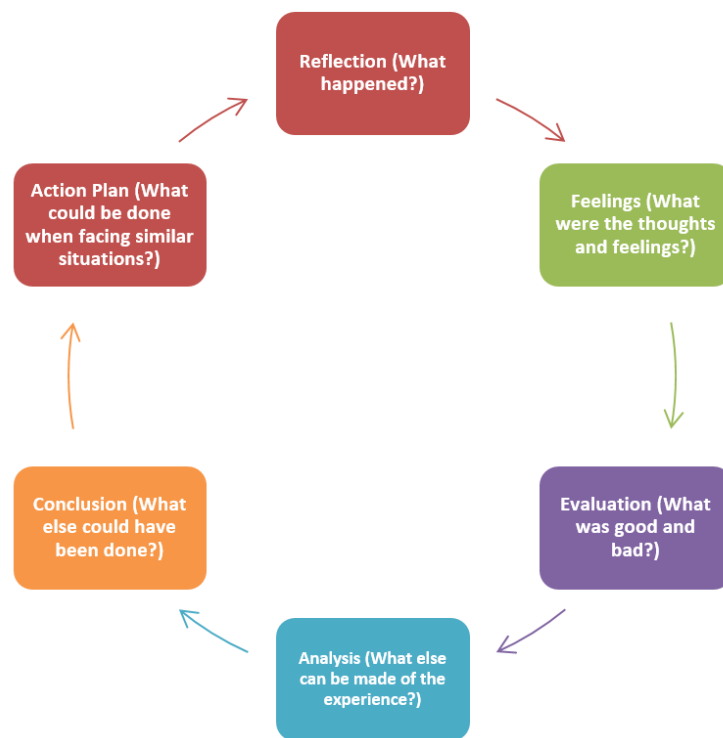 Reflection (What
happened?)
Feelings (What
were the thoughts
and feelings?)
Evaluation (What
was good and
bad?)
Analysis (What else
can be made of the
experience?)
Conclusion (What
else could have
been done?)
Action Plan (What
could be done
when facing similar
situations?)